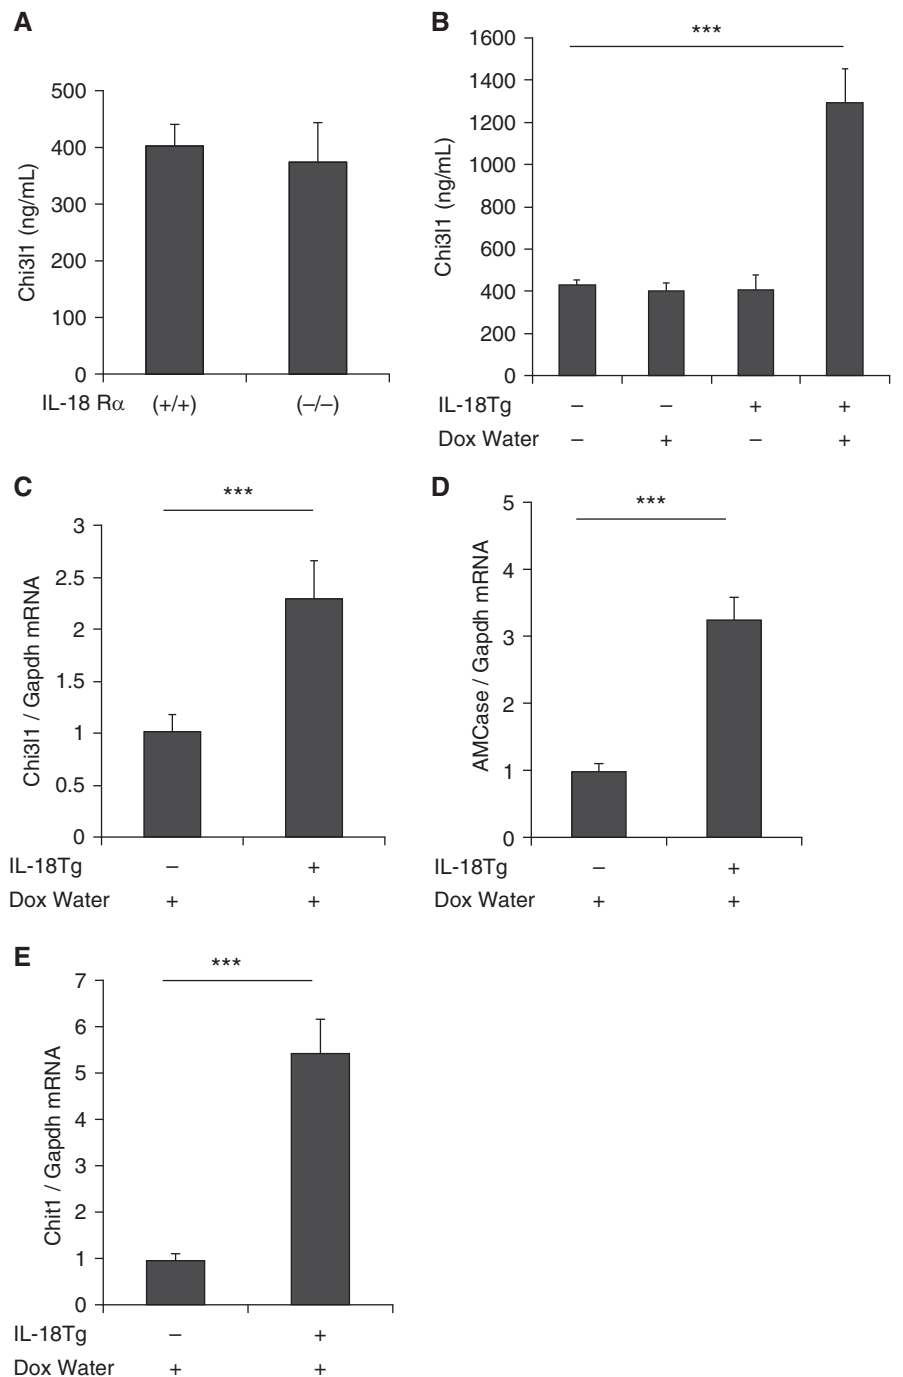 A
500
400
300
200
100
0
Chi3l1 (ng/mL)
IL-18 Rα (+/+) (–/–)
B
***
1600
1400
1200
1000
800
600
400
200
0
Chi3l1 (ng/mL)
IL-18Tg – – + +
Dox Water – + – +
C
***
3
2.5
2
1.5
1
0.5
0
Chi3l1 / Gapdh mRNA
IL-18Tg – +
Dox Water + +
D
***
5
4
3
2
1
0
AMCase / Gapdh mRNA
IL-18Tg – +
Dox Water + +
E
***
7
6
5
4
3
2
1
0
Chit1 / Gapdh mRNA
IL-18Tg – +
Dox Water + +